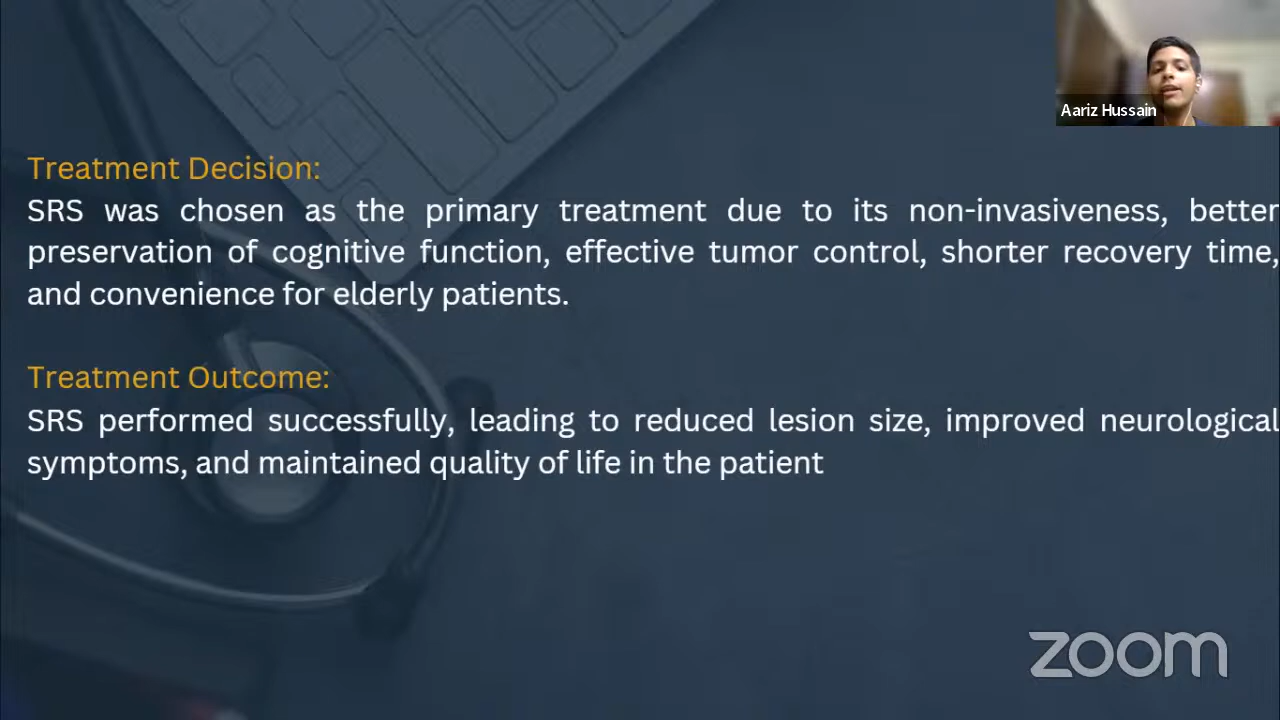 Aariz Hussain
Treatment Decision:
SRS was chosen as the primary treatment due to its non-invasiveness, better
preservation of cognitive function, effective tumor control, shorter recovery time,
and convenience for elderly patients.
Treatment Outcome:
SRS performed successfully, leading to reduced lesion size, improved neurological
symptoms, and maintained quality of life in the patient
zoom